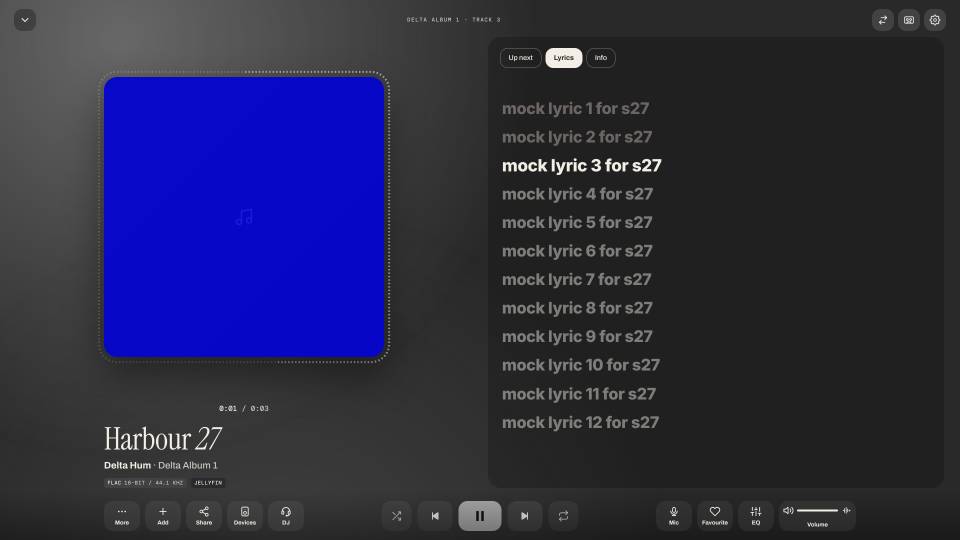 DELTA ALBUM 1 · TRACK 3
Up next
Lyrics
Info
mock lyric 1 for s27
mock lyric 2 for s27
mock lyric 3 for s27
mock lyric 4 for s27
mock lyric 5 for s27
mock lyric 6 for s27
mock lyric 7 for s27
mock lyric 8 for s27
mock lyric 9 for s27
mock lyric 10 for s27
mock lyric 11 for s27
mock lyric 12 for s27
0:01 / 0:03
Harbour 27
Delta Hum · Delta Album 1
FLAC 16-BIT / 44.1 KHZ
JELLYFIN
More
Add
Share
Devices
DJ
Mic
Favourite
EQ
Volume